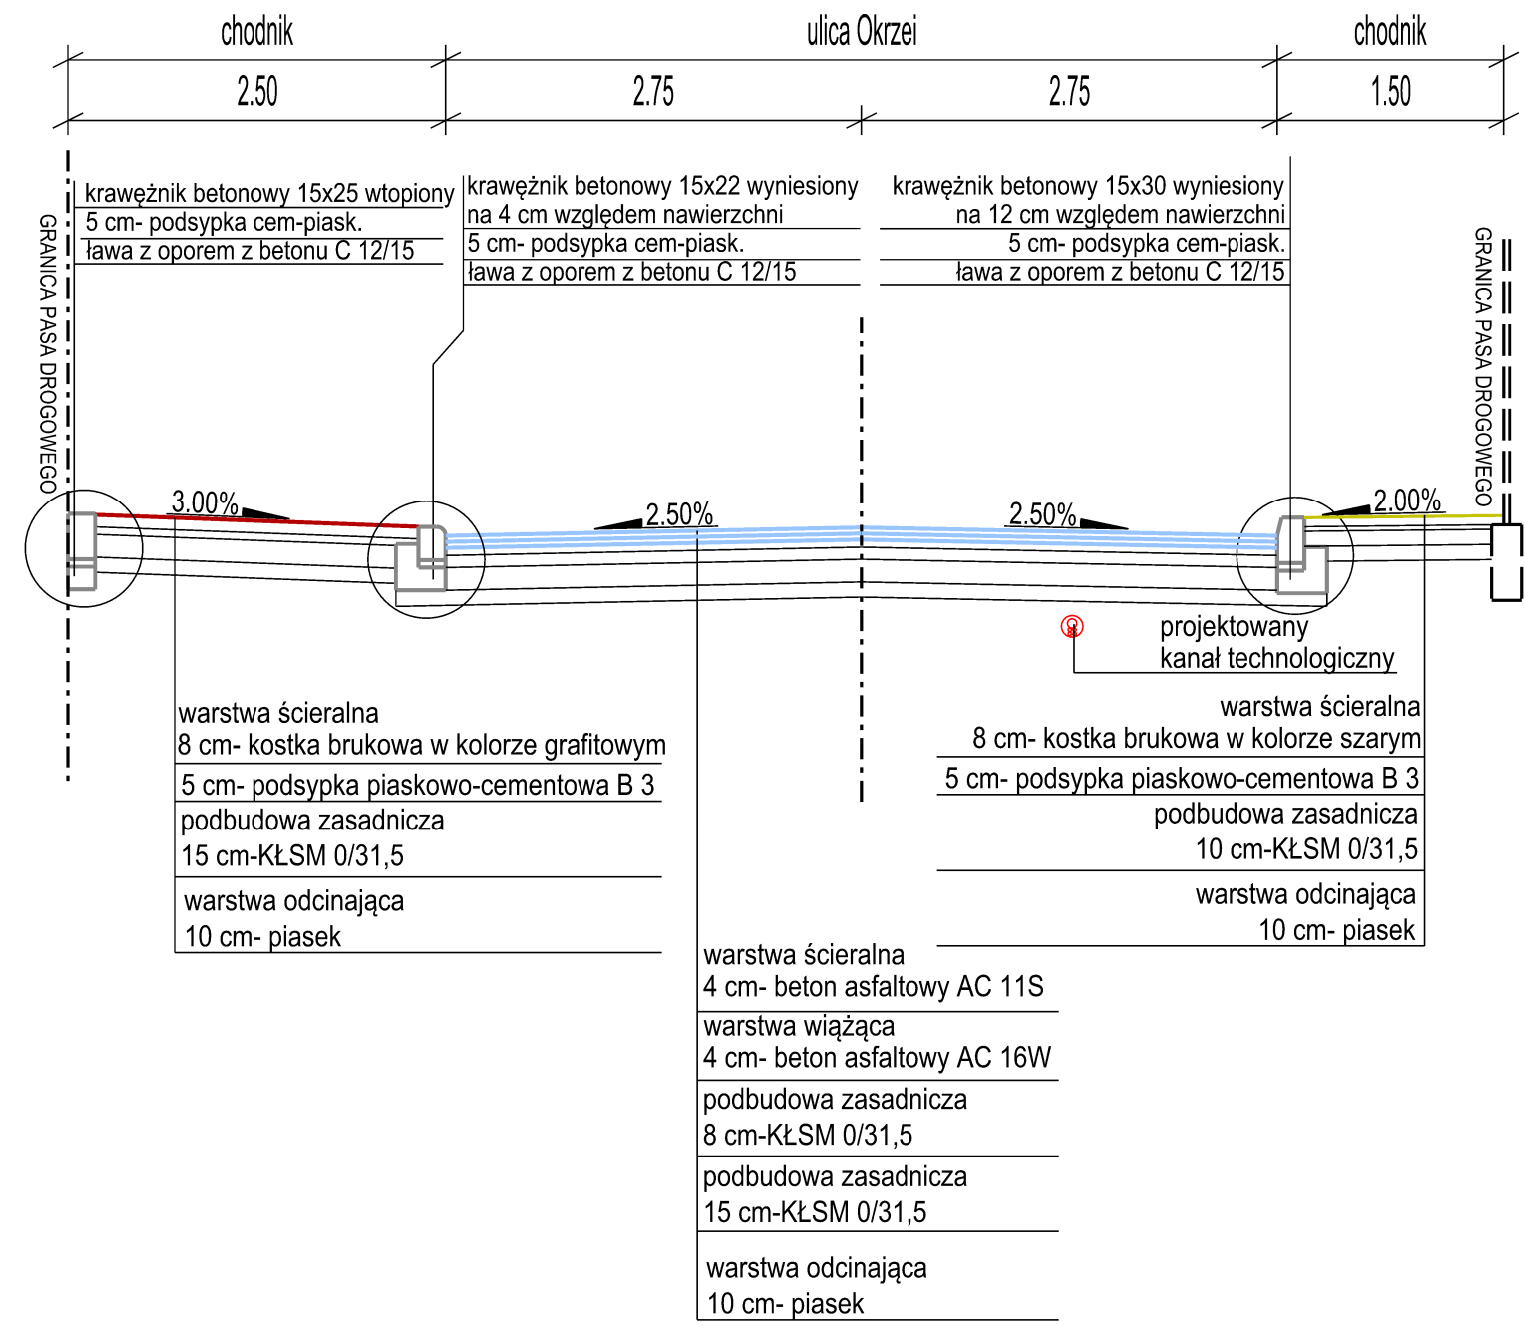 chodnik
ulica Okrzei
chodnik
2.50
2.75
2.75
1.50
krawężnik betonowy 15x25 wtopiony
5 cm- podsypka cem-piask.
ława z oporem z betonu C 12/15
krawężnik betonowy 15x22 wyniesiony
na 4 cm względem nawierzchni
5 cm- podsypka cem-piask.
ława z oporem z betonu C 12/15
krawężnik betonowy 15x30 wyniesiony
na 12 cm względem nawierzchni
5 cm- podsypka cem-piask.
ława z oporem z betonu C 12/15
GRANICA PASA DROGOWEGO
GRANICA PASA DROGOWEGO
3.00%
2.50%
2.50%
2.00%
projektowany
kanał technologiczny
warstwa ścieralna
8 cm- kostka brukowa w kolorze grafitowym
5 cm- podsypka piaskowo-cementowa B 3
podbudowa zasadnicza
15 cm-KŁSM 0/31,5
warstwa odcinająca
10 cm- piasek
warstwa ścieralna
8 cm- kostka brukowa w kolorze szarym
5 cm- podsypka piaskowo-cementowa B 3
podbudowa zasadnicza
10 cm-KŁSM 0/31,5
warstwa odcinająca
10 cm- piasek
warstwa ścieralna
4 cm- beton asfaltowy AC 11S
warstwa wiążąca
4 cm- beton asfaltowy AC 16W
podbudowa zasadnicza
8 cm-KŁSM 0/31,5
podbudowa zasadnicza
15 cm-KŁSM 0/31,5
warstwa odcinająca
10 cm- piasek